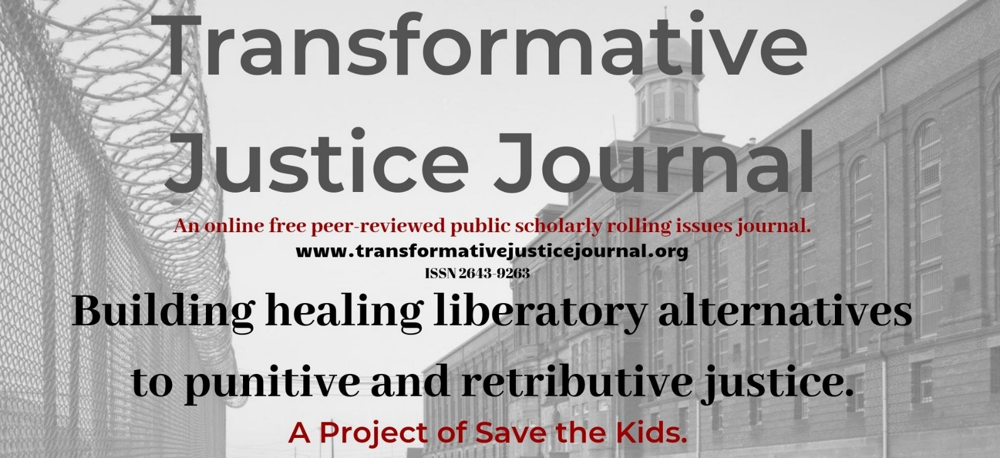 Transformative
Justice Journal
An online free peer-reviewed public scholarly rolling issues journal.
www.transformativejusticejournal.org
ISSN 2643-9263
Building healing liberatory alternatives
to punitive and retributive justice.
A Project of Save the Kids.